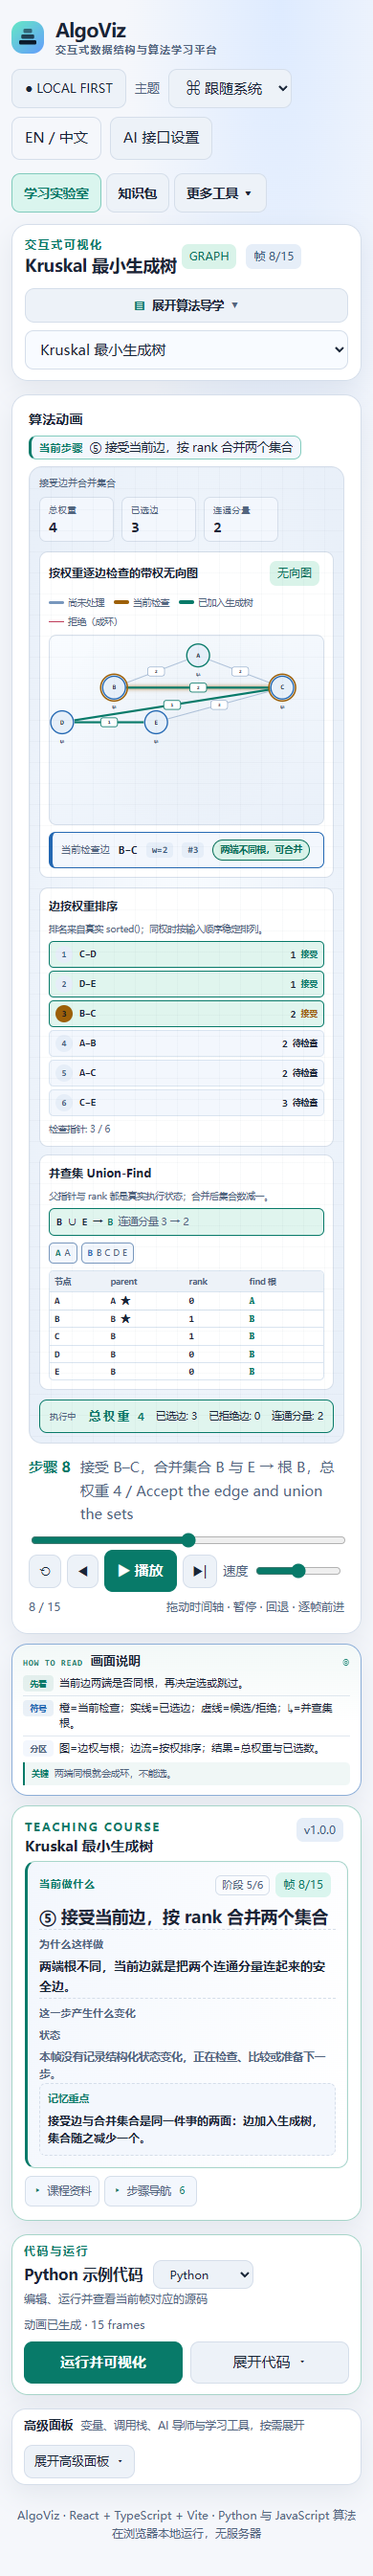 AlgoViz
交互式数据结构与算法学习平台
● LOCAL FIRST 主题 ⌘ 跟随系统
EN / 中文 AI 接口设置
学习实验室 知识包 更多工具 ▼
交互式可视化
Kruskal 最小生成树 GRAPH 帧 8/15
展开算法导学 ▼
Kruskal 最小生成树
算法动画
当前步骤 ⑤ 接受当前边，按 rank 合并两个集合
接受边并合并集合
总权重 已选边 连通分量
4 3 2
按权重逐边检查的带权无向图 无向图
尚未处理 当前检查 已加入生成树
拒绝（成环）
A
2 2
B 2 C
1 3
D 1 E
当前检查边 B–C w=2 #3 两端不同根，可合并
边按权重排序
排名来自真实 sorted()；同权时按输入顺序稳定排列。
1 C–D 1 接受
2 D–E 1 接受
3 B–C 2 接受
4 A–B 2 待检查
5 A–C 2 待检查
6 C–E 3 待检查
检查指针: 3 / 6
并查集 Union-Find
父指针与 rank 都是真实执行状态；合并后集合数减一。
B ∪ E → B 连通分量 3 → 2
A A B B C D E
节点 parent rank find 根
A A ★ 0 A
B B ★ 1 B
C B 1 B
D B 0 B
E B 0 B
执行中 总权重 4 已选边: 3 已拒绝边: 0 连通分量: 2
步骤 8 接受 B–C，合并集合 B 与 E → 根 B，总
权重 4 / Accept the edge and union
the sets
⟲ ◀ ▶ 播放 ▶| 速度
8 / 15 拖动时间轴 · 暂停 · 回退 · 逐帧前进
HOW TO READ 画面说明
先看 当前边两端是否同根，再决定选或跳过。
符号 橙=当前检查；实线=已选边；虚线=候选/拒绝；↳=并查集
根。
分区 图=边权与根；边流=按权排序；结果=总权重与已选数。
关键 两端同根就会成环，不能选。
TEACHING COURSE v1.0.0
Kruskal 最小生成树
当前做什么 阶段 5/6 帧 8/15
⑤ 接受当前边，按 rank 合并两个集合
为什么这样做
两端根不同，当前边就是把两个连通分量连起来的安
全边。
这一步产生什么变化
状态
本帧没有记录结构化状态变化，正在检查、比较或准备下一
步。
记忆重点
接受边与合并集合是同一件事的两面：边加入生成树，
集合随之减少一个。
‣ 课程资料 ‣ 步骤导航 6
代码与运行
Python 示例代码 Python
编辑、运行并查看当前帧对应的源码
动画已生成 · 15 frames
运行并可视化 展开代码
高级面板 变量、调用栈、AI 导师与学习工具，按需展开
展开高级面板
AlgoViz · React + TypeScript + Vite · Python 与 JavaScript 算法
在浏览器本地运行，无服务器